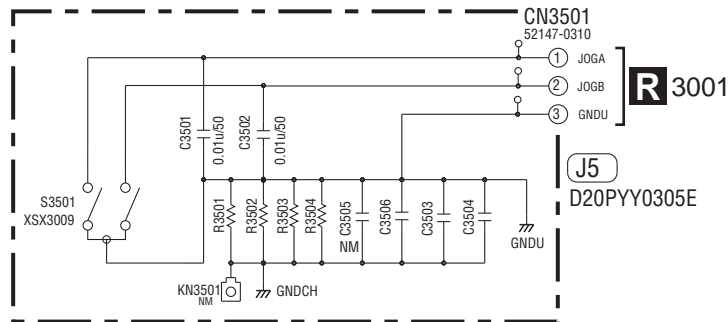 CN3501
52147-0310
1 JOGA
2 JOGB
3 GNDU
R 3001
J5
D20PYY0305E
C3501
0.01u/50
C3502
0.01u/50
S3501
XSX3009
R3501
R3502
R3503
R3504
C3505
NM
C3506
C3503
C3504
GNDU
KN3501
NM
GNDCH